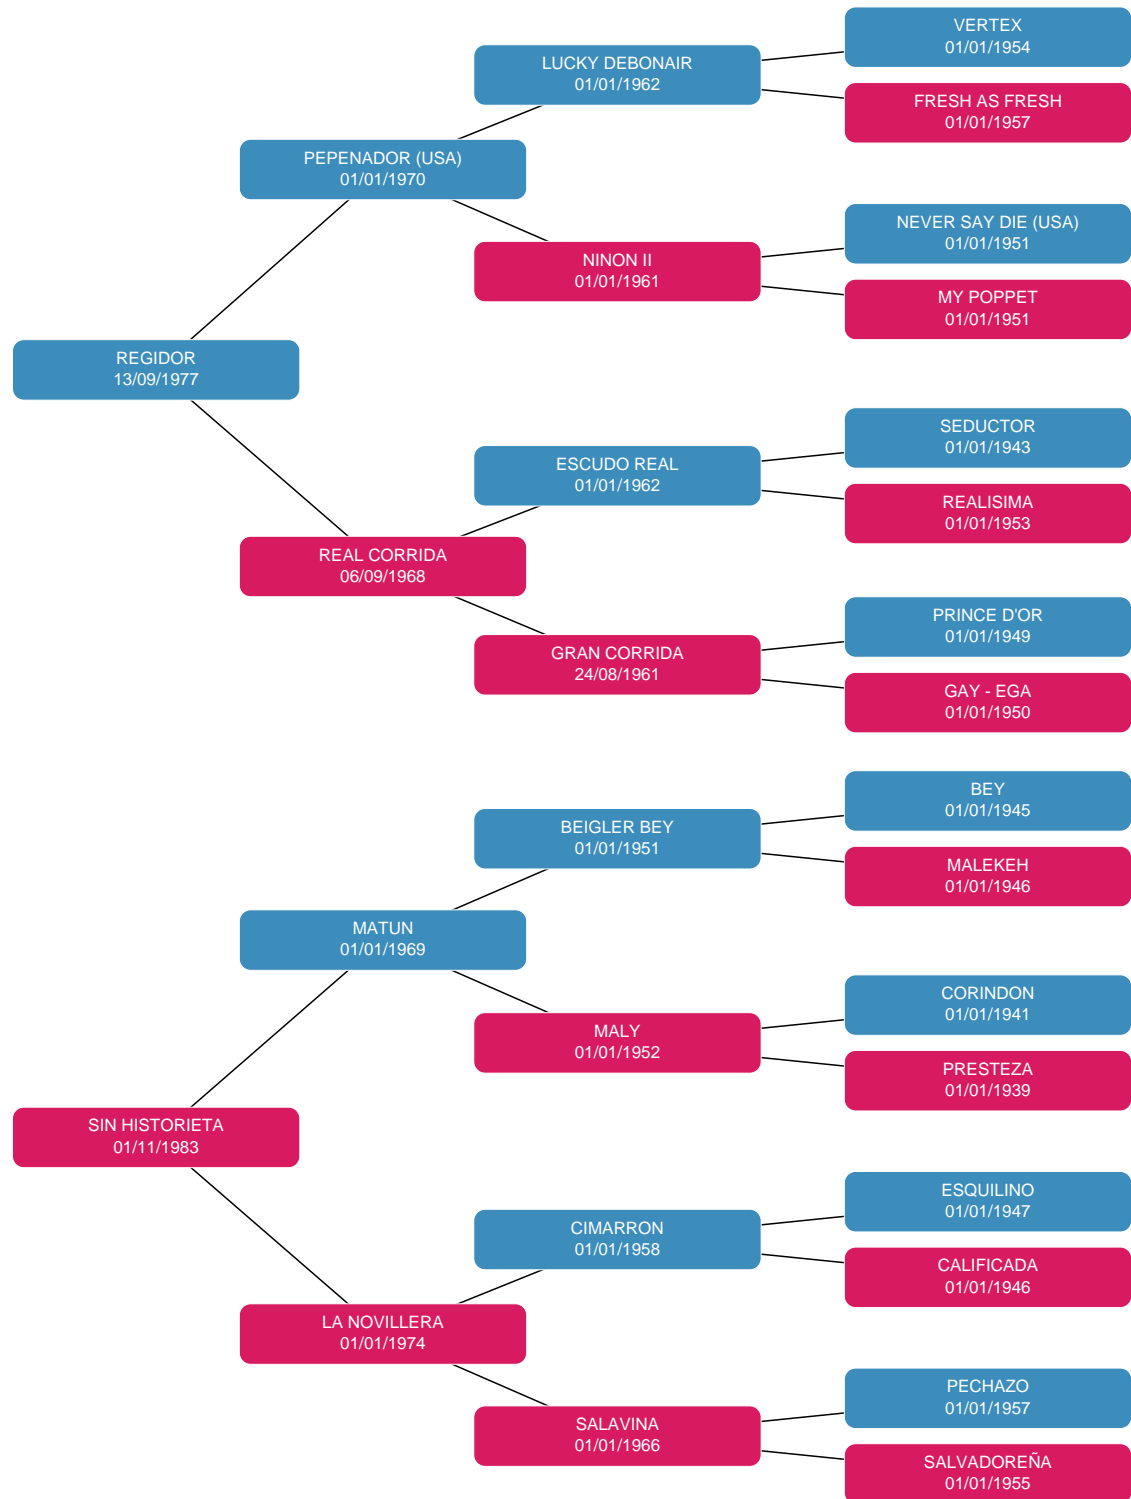 VERTEX
01/01/1954
LUCKY DEBONAIR
01/01/1962
FRESH AS FRESH
01/01/1957
PEPENADOR (USA)
01/01/1970
NEVER SAY DIE (USA)
01/01/1951
NINON II
01/01/1961
MY POPPET
01/01/1951
REGIDOR
13/09/1977
SEDUCTOR
01/01/1943
ESCUDO REAL
01/01/1962
REALISIMA
01/01/1953
REAL CORRIDA
06/09/1968
PRINCE D'OR
01/01/1949
GRAN CORRIDA
24/08/1961
GAY - EGA
01/01/1950
BEY
01/01/1945
BEIGLER BEY
01/01/1951
MALEKEH
01/01/1946
MATUN
01/01/1969
CORINDON
01/01/1941
MALY
01/01/1952
PRESTEZA
01/01/1939
SIN HISTORIETA
01/11/1983
ESQUILINO
01/01/1947
CIMARRON
01/01/1958
CALIFICADA
01/01/1946
LA NOVILLERA
01/01/1974
PECHAZO
01/01/1957
SALAVINA
01/01/1966
SALVADOREÑA
01/01/1955